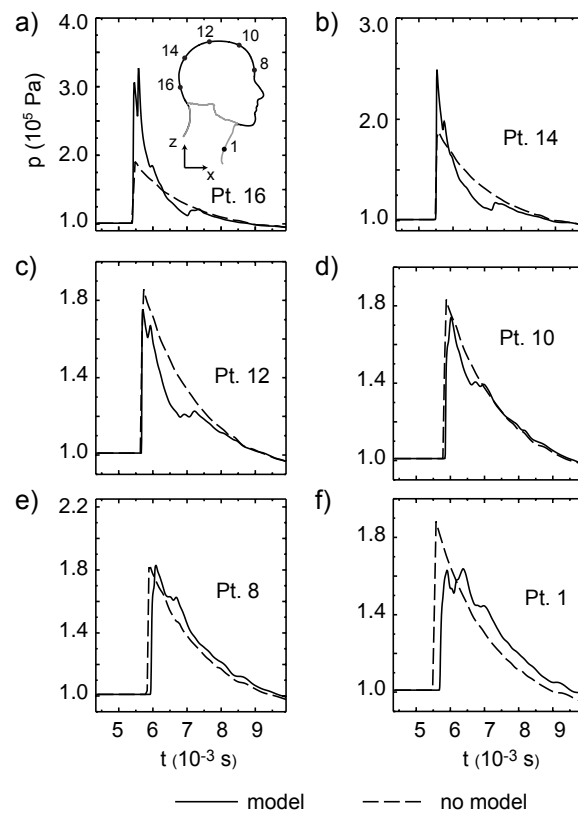 a)
12
10
14
8
16
1
z
x
Pt. 16
4.0
3.0
2.0
1.0
p (10⁵ Pa)
b)
Pt. 14
3.0
2.0
1.0
c)
Pt. 12
1.8
1.4
1.0
d)
Pt. 10
1.8
1.4
1.0
e)
Pt. 8
2.2
1.8
1.4
1.0
5 6 7 8 9
t (10⁻³ s)
f)
Pt. 1
1.8
1.4
1.0
5 6 7 8 9
t (10⁻³ s)
model
no model